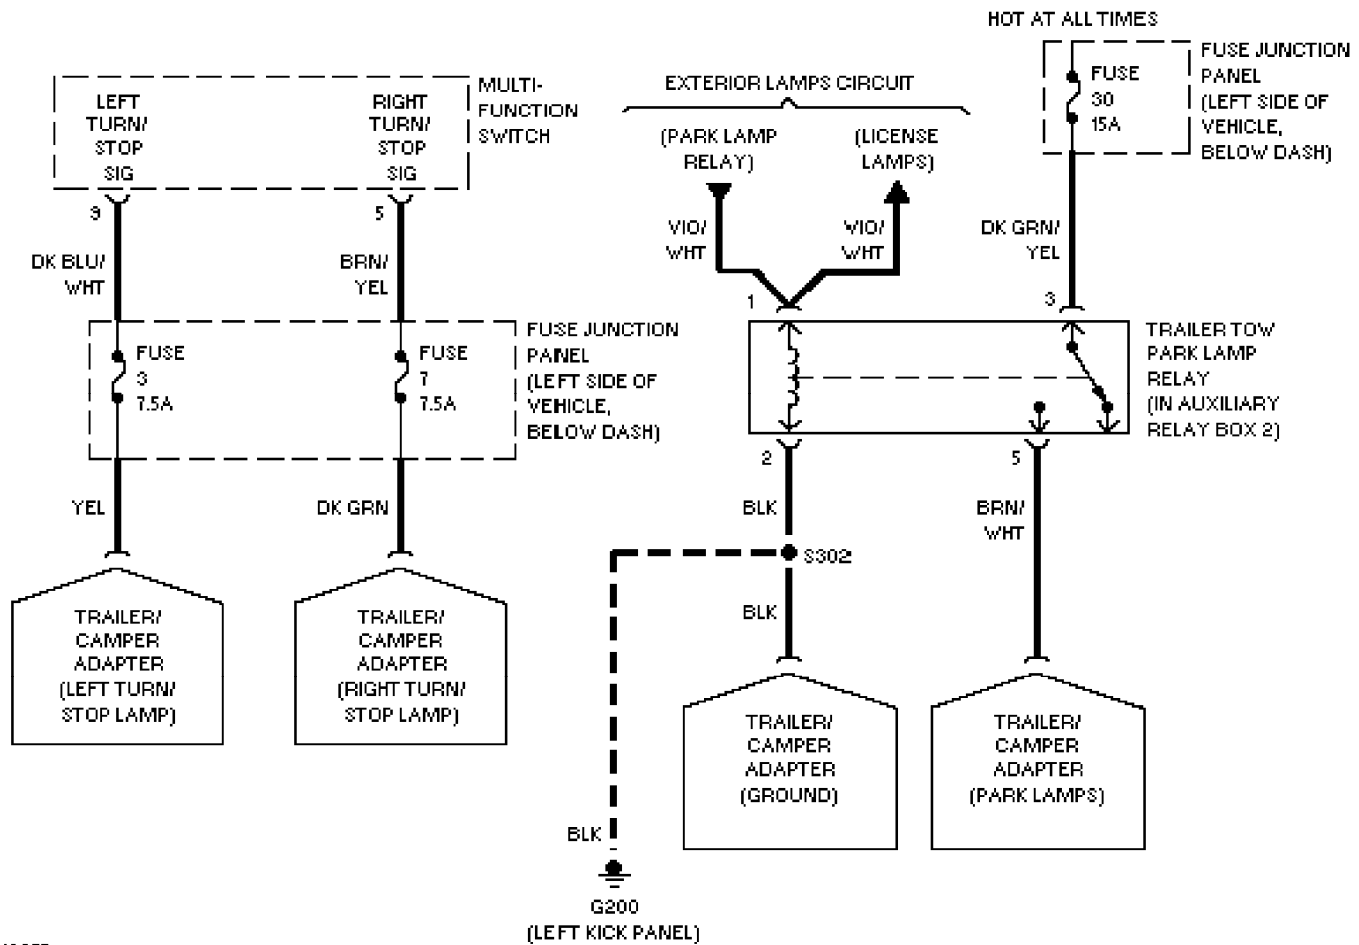 HOT AT ALL TIMES
FUSE
30
15A
FUSE JUNCTION
PANEL
(LEFT SIDE OF
VEHICLE,
BELOW DASH)
LEFT
TURN/
STOP
SIG
RIGHT
TURN/
STOP
SIG
MULTI-
FUNCTION
SWITCH
EXTERIOR LAMPS CIRCUIT
(PARK LAMP
RELAY)
(LICENSE
LAMPS)
9
5
DK BLU/
WHT
BRN/
YEL
VIO/
WHT
VIO/
WHT
DK GRN/
YEL
1
3
FUSE
3
7.5A
FUSE
7
7.5A
FUSE JUNCTION
PANEL
(LEFT SIDE OF
VEHICLE,
BELOW DASH)
TRAILER TOW
PARK LAMP
RELAY
(IN AUXILIARY
RELAY BOX 2)
2
5
YEL
DK GRN
BLK
BRN/
WHT
S302
BLK
TRAILER/
CAMPER
ADAPTER
(LEFT TURN/
STOP LAMP)
TRAILER/
CAMPER
ADAPTER
(RIGHT TURN/
STOP LAMP)
TRAILER/
CAMPER
ADAPTER
(GROUND)
TRAILER/
CAMPER
ADAPTER
(PARK LAMPS)
BLK
G200
(LEFT KICK PANEL)